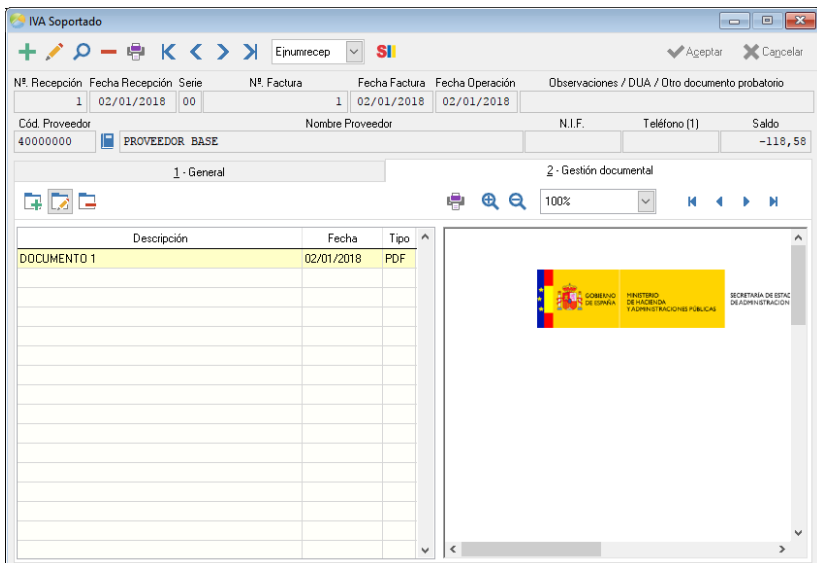 IVA Soportado
Ejnumrecep SII Aceptar Cancelar
Nº. Recepción Fecha Recepción Serie Nº. Factura Fecha Factura Fecha Operación Observaciones / DUA / Otro documento probatorio
1 02/01/2018 00 1 02/01/2018 02/01/2018
Cód. Proveedor Nombre Proveedor N.I.F. Teléfono (1) Saldo
40000000 PROVEEDOR BASE -118,58
1 - General 2 - Gestión documental
100%
Descripción Fecha Tipo
DOCUMENTO 1 02/01/2018 PDF
GOBIERNO
DE ESPAÑA
MINISTERIO
DE HACIENDA
Y ADMINISTRACIONES PÚBLICAS
SECRETARÍA DE ESTAD
DE ADMINISTRACION